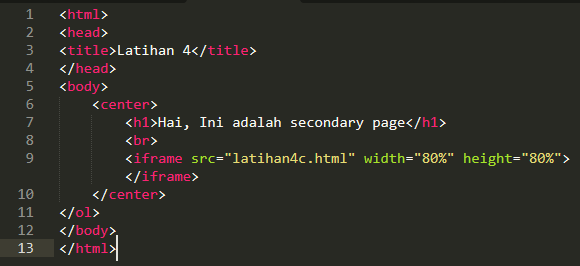 1 <html>
2 <head>
3 <title>Latihan 4</title>
4 </head>
5 <body>
6 <center>
7 <h1>Hai, Ini adalah secondary page</h1>
8 <br>
9 <iframe src="latihan4c.html" width="80%" height="80%">
</iframe>
10 </center>
11 </ol>
12 </body>
13 </html>